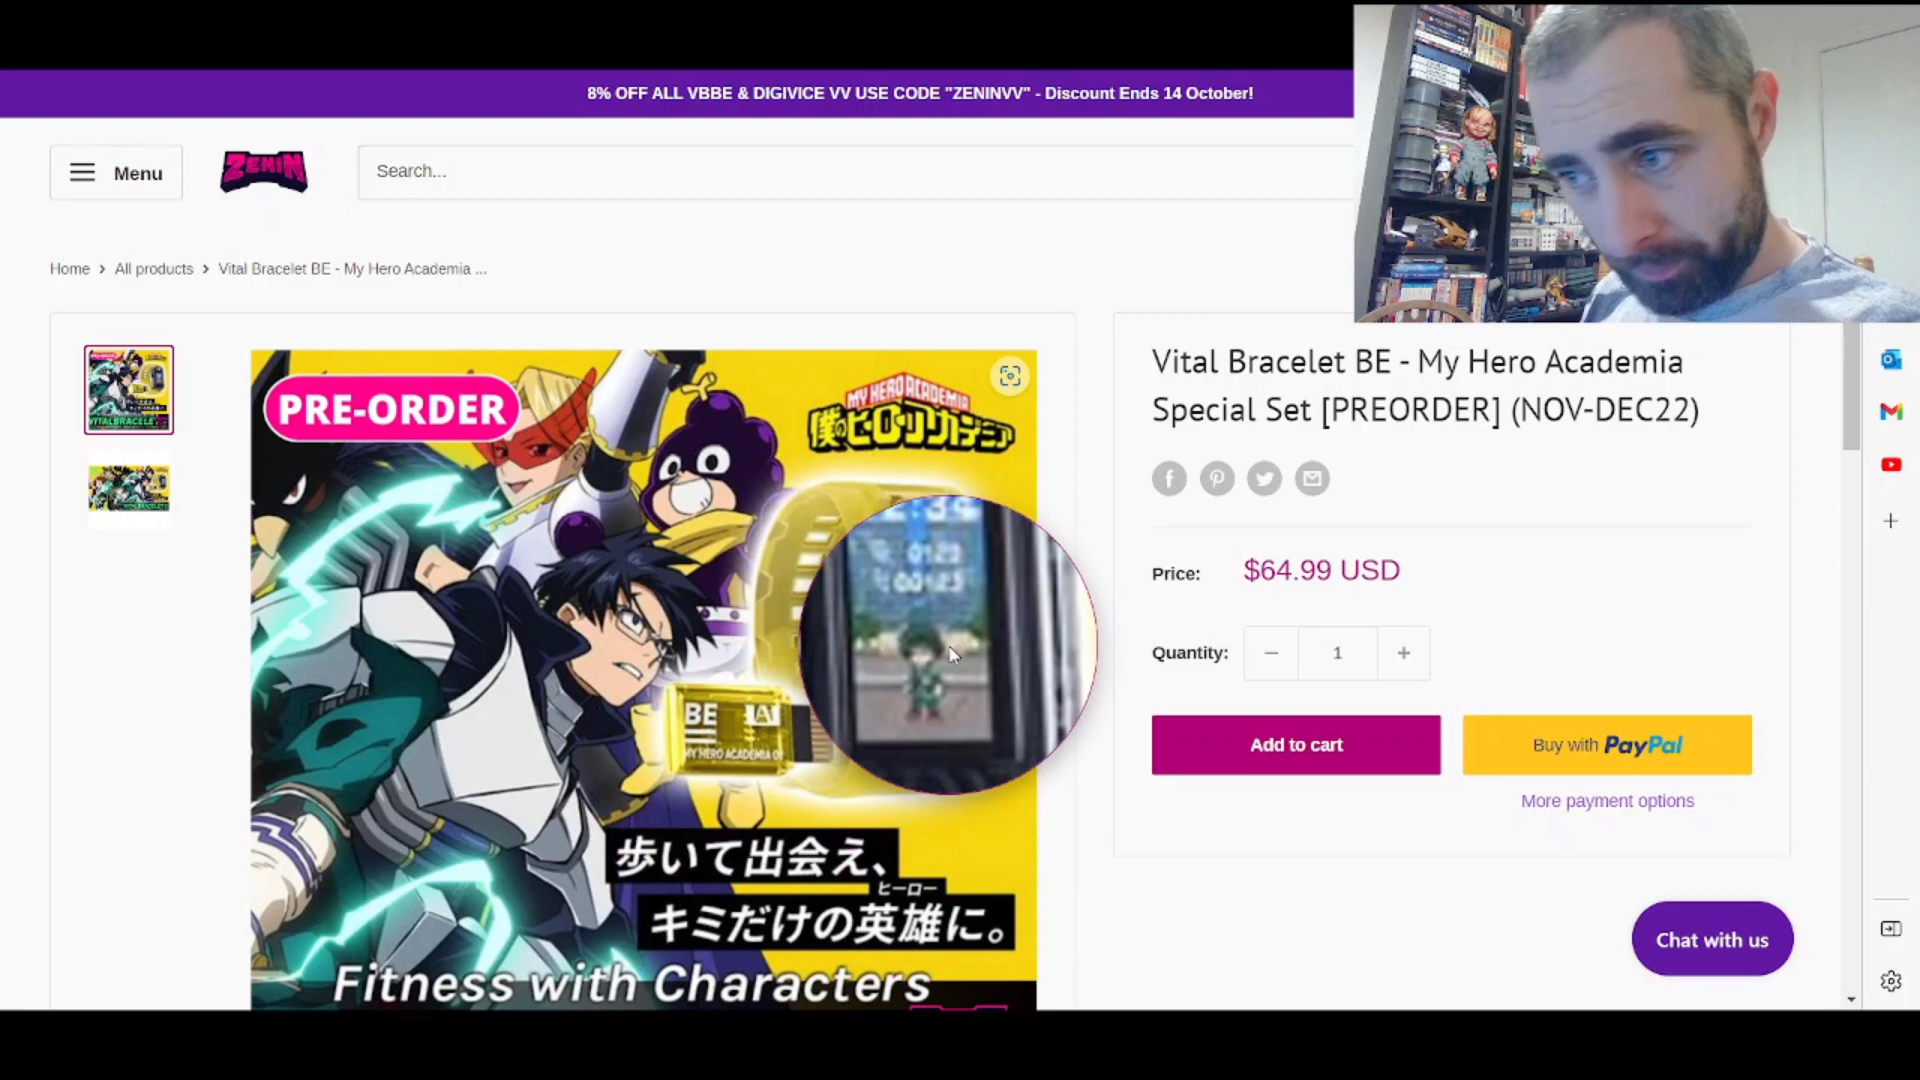 8% OFF ALL VBBE & DIGIVICE VV USE CODE "ZENINVV" - Discount Ends 14 October!
Menu
ZENIN
Search...
Home > All products > Vital Bracelet BE - My Hero Academia ...
PRE-ORDER
MY HERO ACADEMIA
僕のヒーローアカデミア
BE
MY HERO ACADEMIA
歩いて出会え、
ヒーロー
キミだけの英雄に。
Fitness with Characters
Vital Bracelet BE - My Hero Academia
Special Set [PREORDER] (NOV-DEC22)
Price: $64.99 USD
Quantity: − 1 +
Add to cart
Buy with PayPal
More payment options
Chat with us